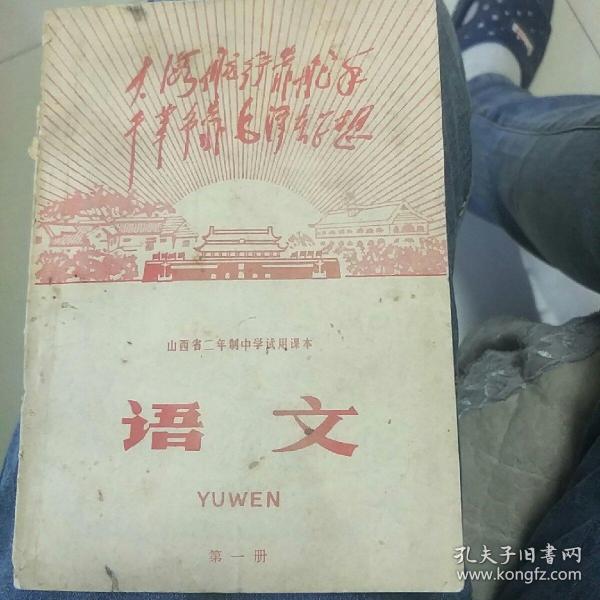 大海航行靠舵手
干革命靠毛泽东思想
山西省二年制中学试用课本
语文
YUWEN
第一册
孔夫子旧书网
www.kongfz.com